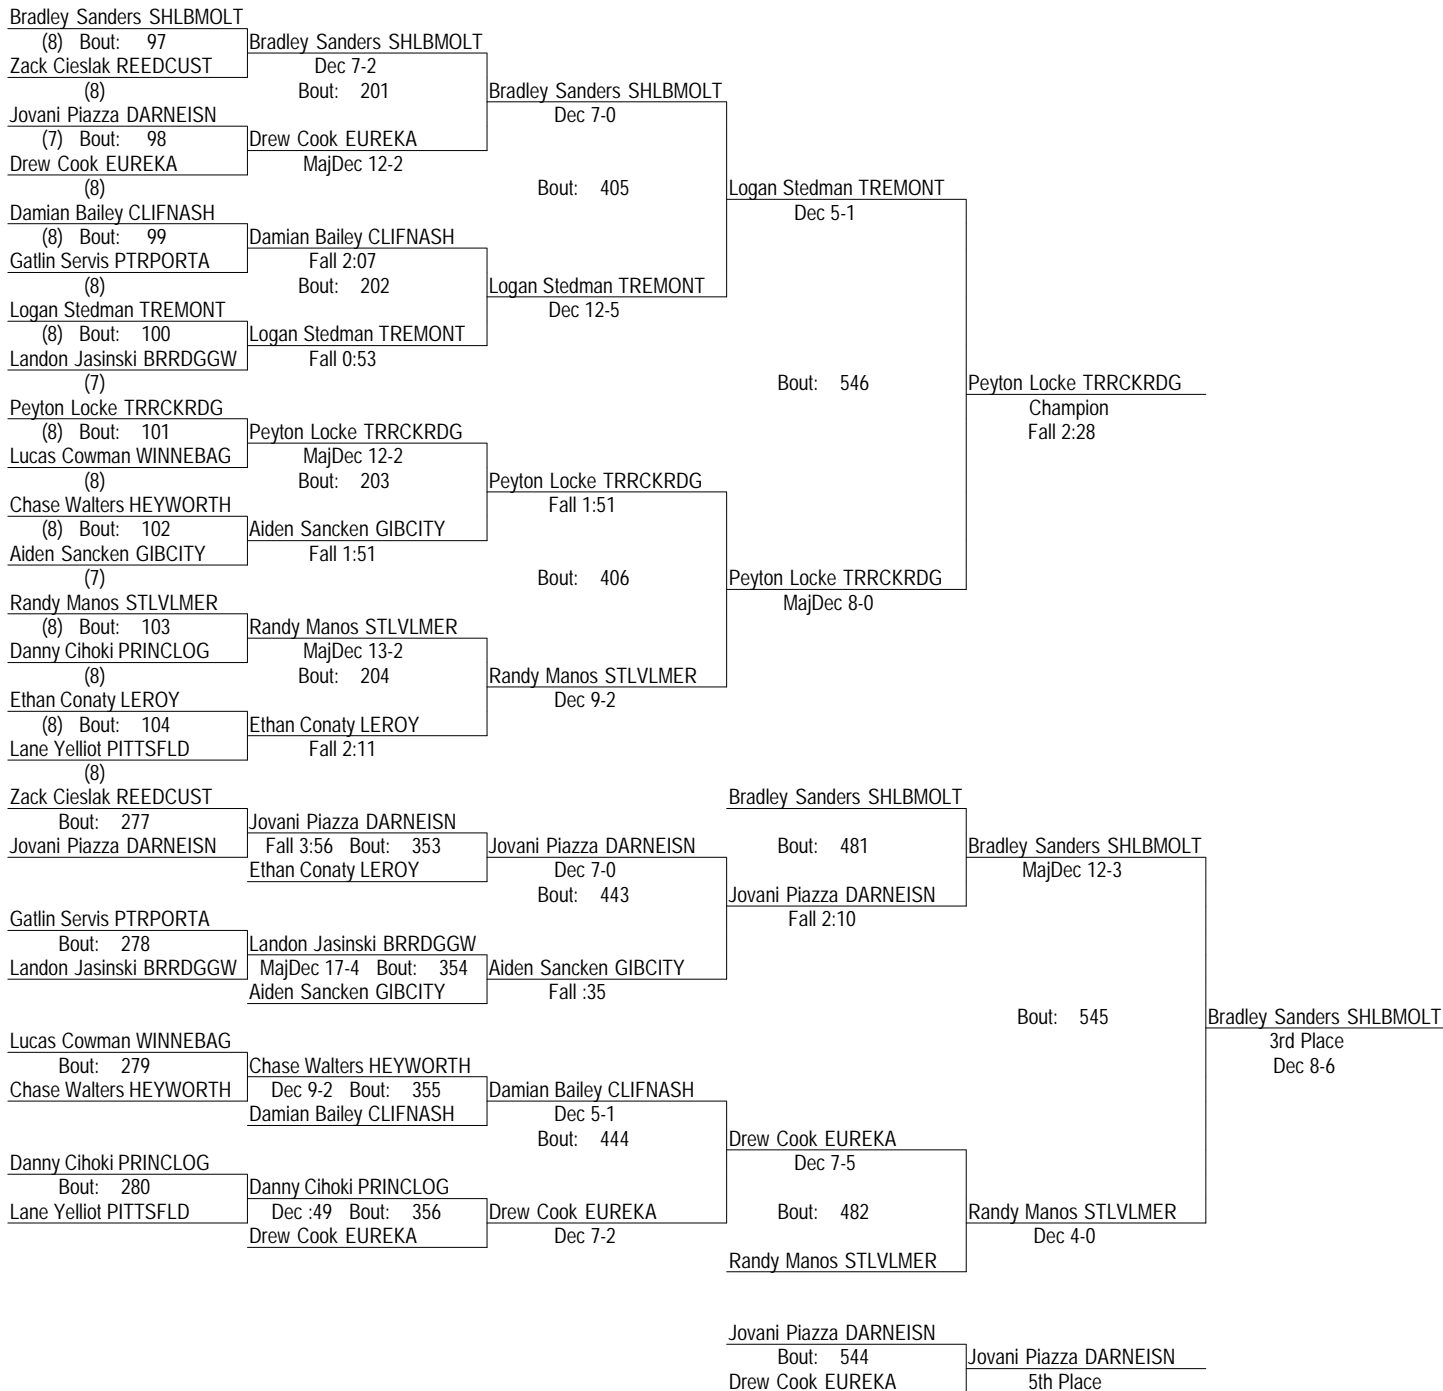 Bradley Sanders SHLBMOLT
(8) Bout: 97
Bradley Sanders SHLBMOLT
Zack Cieslak REEDCUST
Dec 7-2
(8)
Bout: 201
Bradley Sanders SHLBMOLT
Jovani Piazza DARNEISN
Dec 7-0
(7) Bout: 98
Drew Cook EUREKA
Drew Cook EUREKA
MajDec 12-2
(8)
Bout: 405
Logan Stedman TREMONT
Damian Bailey CLIFNASH
Dec 5-1
(8) Bout: 99
Damian Bailey CLIFNASH
Gatlin Servis PTRPORTA
Fall 2:07
(8)
Bout: 202
Logan Stedman TREMONT
Logan Stedman TREMONT
Dec 12-5
(8) Bout: 100
Logan Stedman TREMONT
Landon Jasinski BRRDGGW
Fall 0:53
(7)
Bout: 546
Peyton Locke TRRCKRDG
Peyton Locke TRRCKRDG
Champion
(8) Bout: 101
Peyton Locke TRRCKRDG
Fall 2:28
Lucas Cowman WINNEBAG
MajDec 12-2
(8)
Bout: 203
Peyton Locke TRRCKRDG
Chase Walters HEYWORTH
Fall 1:51
(8) Bout: 102
Aiden Sancken GIBCITY
Aiden Sancken GIBCITY
Fall 1:51
(7)
Bout: 406
Peyton Locke TRRCKRDG
Randy Manos STLVLMER
MajDec 8-0
(8) Bout: 103
Randy Manos STLVLMER
Danny Cihoki PRINCLOG
MajDec 13-2
(8)
Bout: 204
Randy Manos STLVLMER
Ethan Conaty LEROY
Dec 9-2
(8) Bout: 104
Ethan Conaty LEROY
Lane Yelliot PITTSFLD
Fall 2:11
(8)
Zack Cieslak REEDCUST
Bradley Sanders SHLBMOLT
Bout: 277
Jovani Piazza DARNEISN
Jovani Piazza DARNEISN
Fall 3:56 Bout: 353
Jovani Piazza DARNEISN
Bout: 481
Bradley Sanders SHLBMOLT
Ethan Conaty LEROY
Dec 7-0
MajDec 12-3
Bout: 443
Jovani Piazza DARNEISN
Gatlin Servis PTRPORTA
Fall 2:10
Bout: 278
Landon Jasinski BRRDGGW
Landon Jasinski BRRDGGW
MajDec 17-4 Bout: 354
Aiden Sancken GIBCITY
Aiden Sancken GIBCITY
Fall :35
Bout: 545
Bradley Sanders SHLBMOLT
Lucas Cowman WINNEBAG
3rd Place
Bout: 279
Chase Walters HEYWORTH
Dec 8-6
Chase Walters HEYWORTH
Dec 9-2 Bout: 355
Damian Bailey CLIFNASH
Damian Bailey CLIFNASH
Dec 5-1
Bout: 444
Drew Cook EUREKA
Danny Cihoki PRINCLOG
Dec 7-5
Bout: 280
Danny Cihoki PRINCLOG
Lane Yelliot PITTSFLD
Dec :49 Bout: 356
Drew Cook EUREKA
Bout: 482
Randy Manos STLVLMER
Drew Cook EUREKA
Dec 7-2
Dec 4-0
Randy Manos STLVLMER
Jovani Piazza DARNEISN
Bout: 544
Jovani Piazza DARNEISN
Drew Cook EUREKA
5th Place